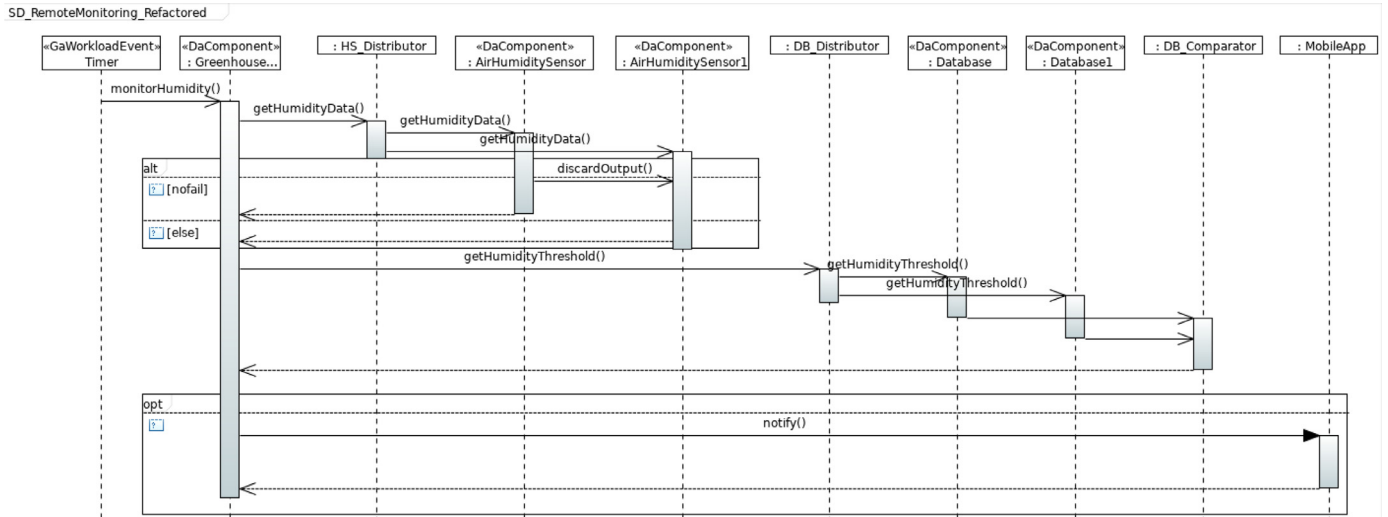 SD_RemoteMonitoring_Refactored
«GaWorkloadEvent»
Timer
«DaComponent»
: Greenhouse...
: HS_Distributor
«DaComponent»
: AirHumiditySensor
«DaComponent»
: AirHumiditySensor1
: DB_Distributor
«DaComponent»
: Database
«DaComponent»
: Database1
: DB_Comparator
: MobileApp
monitorHumidity()
getHumidityData()
getHumidityData()
getHumidityData()
alt
discardOutput()
[nofail]
[else]
getHumidityThreshold()
getHumidityThreshold()
getHumidityThreshold()
opt
notify()